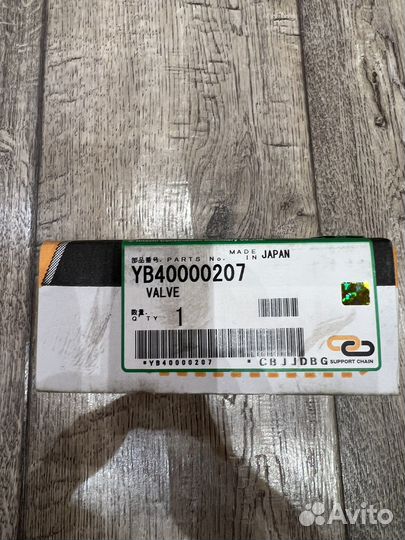 部品番号. PARTS No. MADE IN JAPAN
YB40000207
VALVE
数量.
Q'TY 1
*YB40000207 * CBJJDBG
SUPPORT CHAIN
Avito